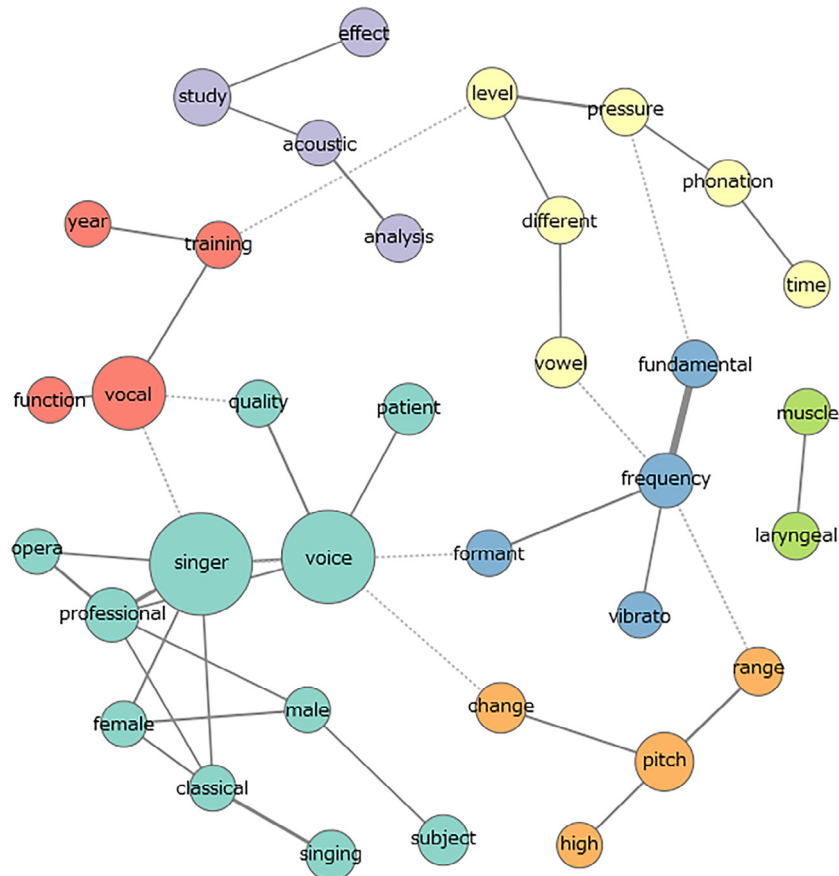 effect
study
level
pressure
acoustic
phonation
year
training
analysis
different
time
vocal
function
quality
patient
vowel
fundamental
muscle
frequency
laryngeal
opera
singer
voice
formant
professional
vibrato
female
male
change
range
classical
pitch
singing
subject
high